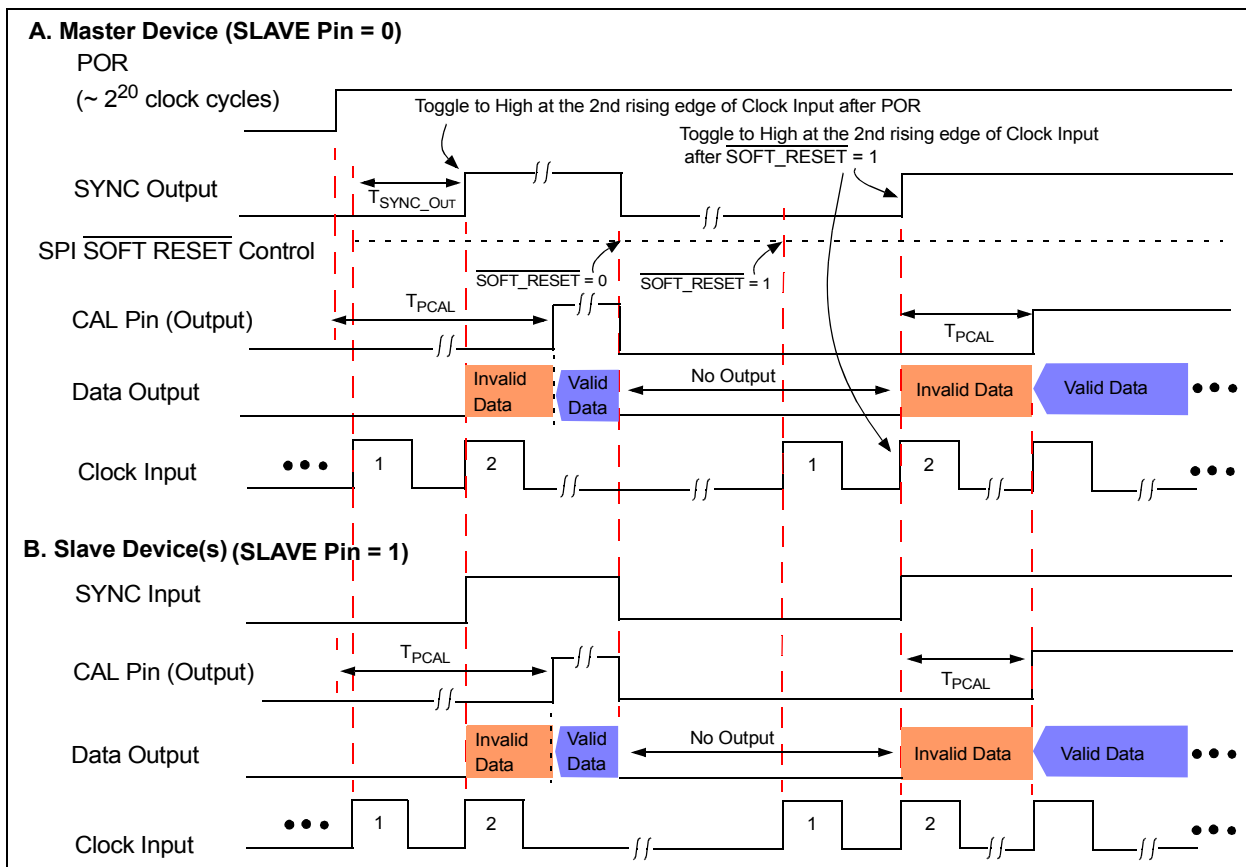 A. Master Device (SLAVE Pin = 0)
POR
(~ 2^20 clock cycles)
Toggle to High at the 2nd rising edge of Clock Input after POR
Toggle to High at the 2nd rising edge of Clock Input
after SOFT_RESET = 1
SYNC Output
T_SYNC_OUT
SPI SOFT RESET Control
SOFT_RESET = 0
SOFT_RESET = 1
T_PCAL
CAL Pin (Output)
T_PCAL
Data Output
Invalid
Data
Valid
Data
No Output
Invalid Data
Valid Data
Clock Input
1
2
1
2
B. Slave Device(s) (SLAVE Pin = 1)
SYNC Input
T_PCAL
CAL Pin (Output)
T_PCAL
Data Output
Invalid
Data
Valid
Data
No Output
Invalid Data
Valid Data
Clock Input
1
2
1
2